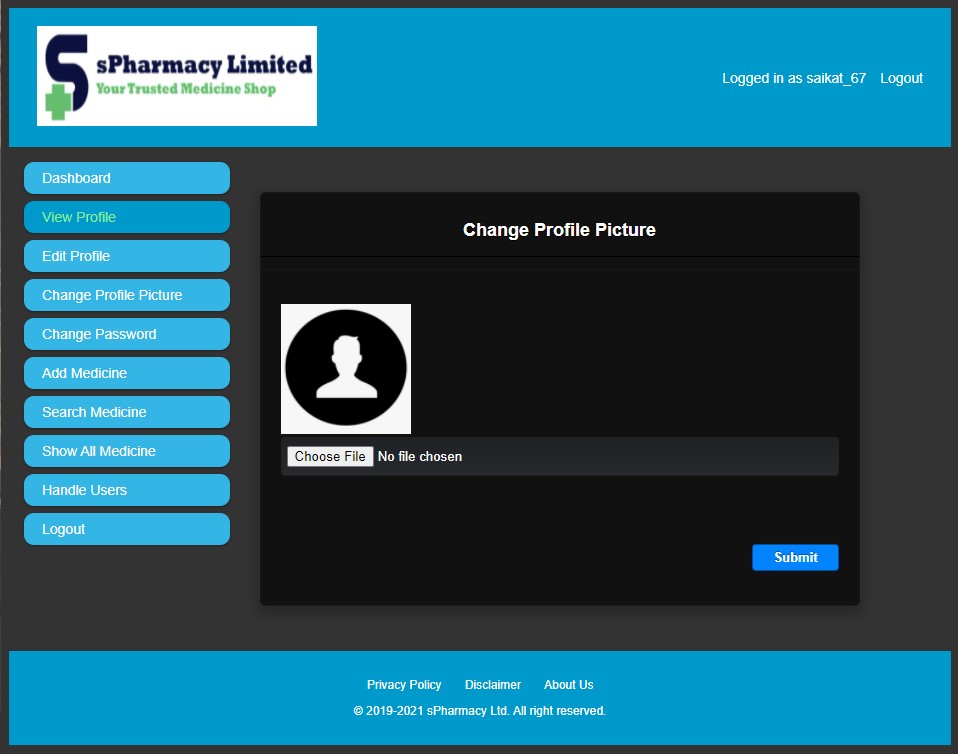 sPharmacy Limited
Your Trusted Medicine Shop
Logged in as saikat_67 Logout
Dashboard
View Profile
Edit Profile
Change Profile Picture
Change Password
Add Medicine
Search Medicine
Show All Medicine
Handle Users
Logout
Change Profile Picture
Choose File No file chosen
Submit
Privacy Policy Disclaimer About Us
© 2019-2021 sPharmacy Ltd. All right reserved.